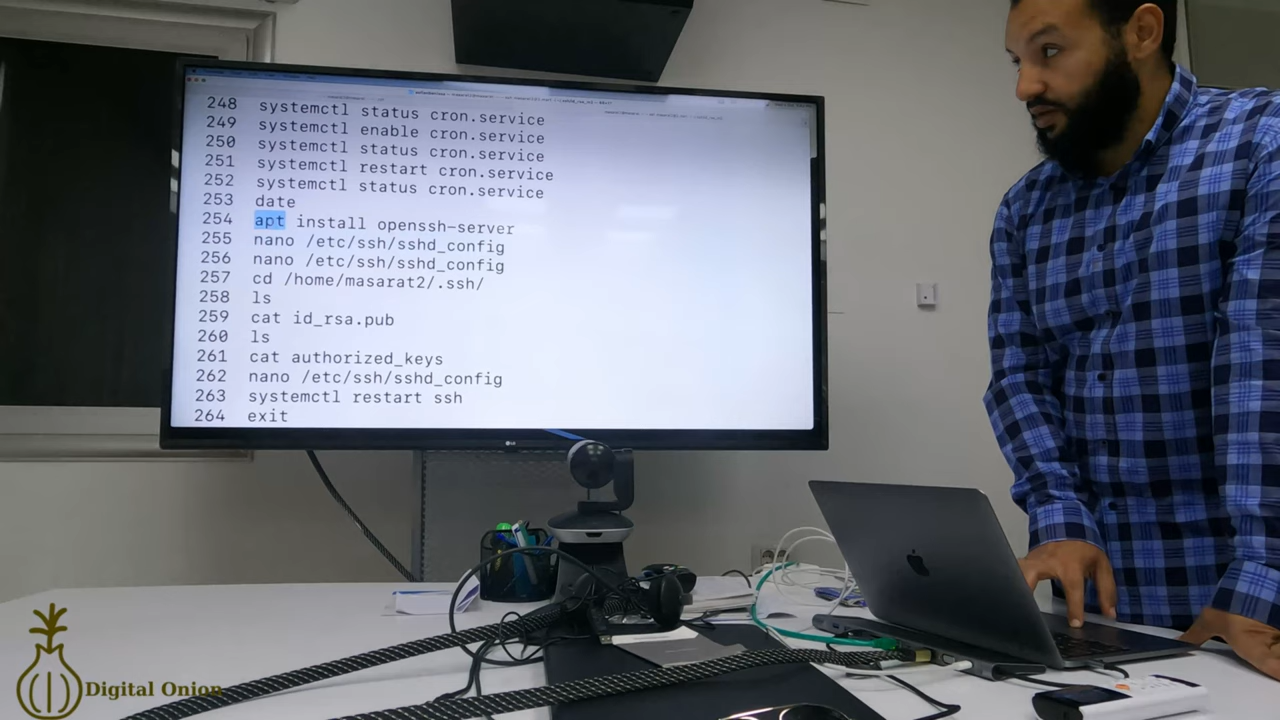 248 systemctl status cron.service
249 systemctl enable cron.service
250 systemctl status cron.service
251 systemctl restart cron.service
252 systemctl status cron.service
253 date
254 apt install openssh-server
255 nano /etc/ssh/sshd_config
256 nano /etc/ssh/sshd_config
257 cd /home/masarat2/.ssh/
258 ls
259 cat id_rsa.pub
260 ls
261 cat authorized_keys
262 nano /etc/ssh/sshd_config
263 systemctl restart ssh
264 exit
LG
Digital Onion